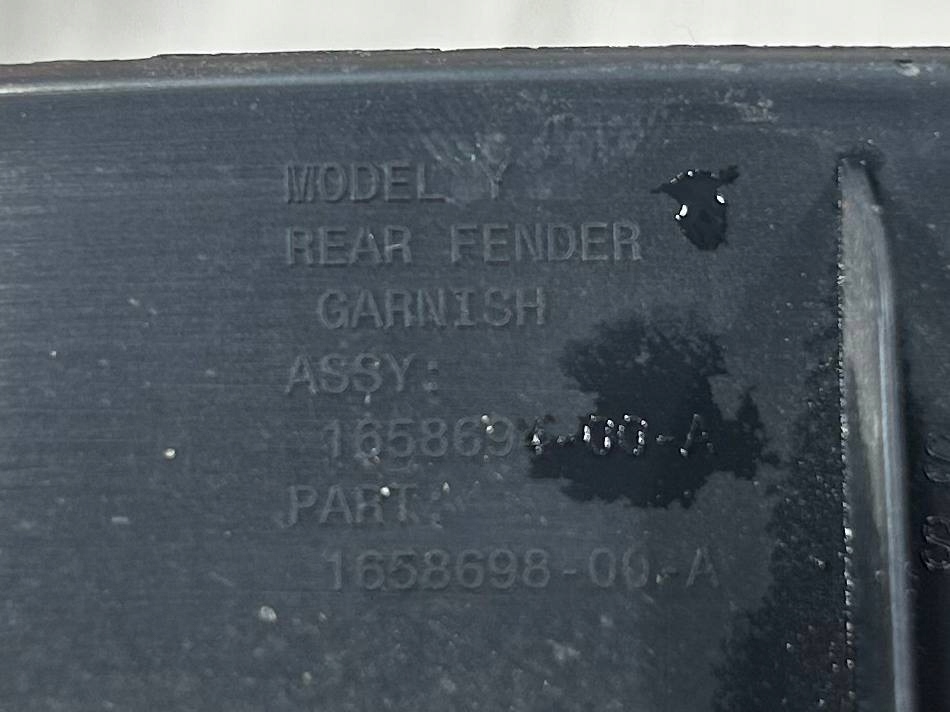 MODEL Y
REAR FENDER
GARNISH
ASSY:
PART:
1658698-00-A